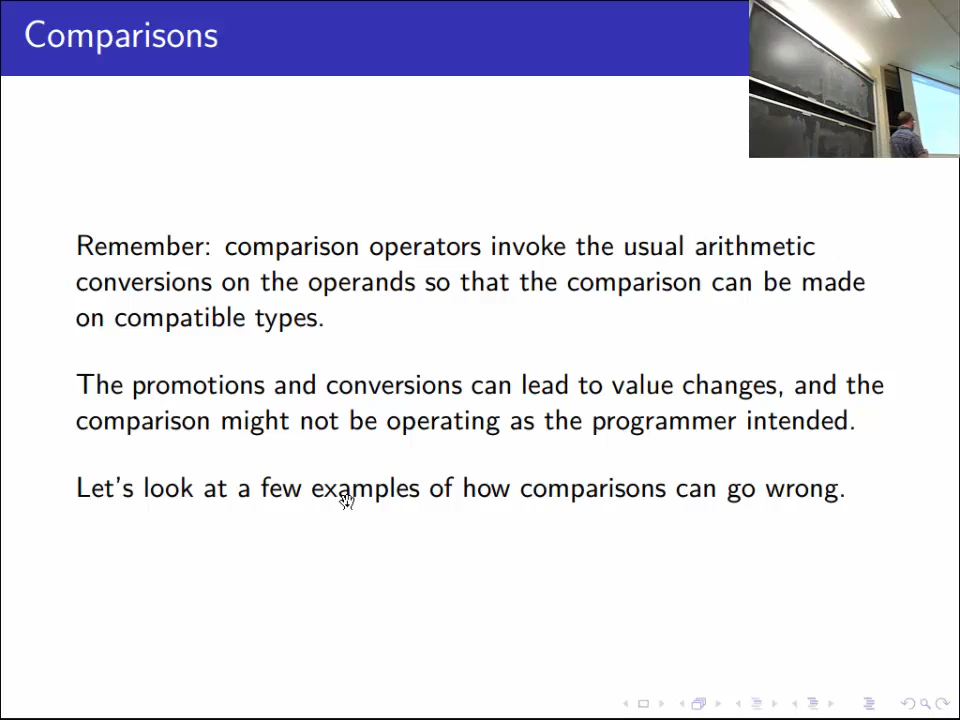 Comparisons
Remember: comparison operators invoke the usual arithmetic
conversions on the operands so that the comparison can be made
on compatible types.
The promotions and conversions can lead to value changes, and the
comparison might not be operating as the programmer intended.
Let's look at a few examples of how comparisons can go wrong.